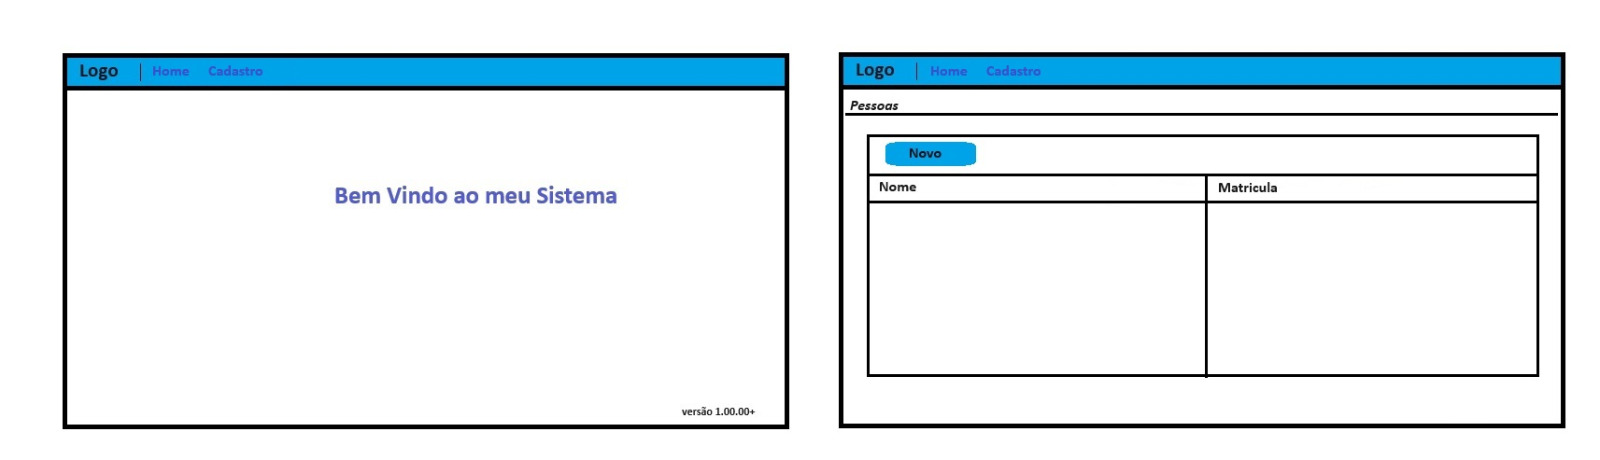 Logo | Home Cadastro
Bem Vindo ao meu Sistema
versão 1.00.00+
Logo | Home Cadastro
Pessoas
Novo
Nome Matricula